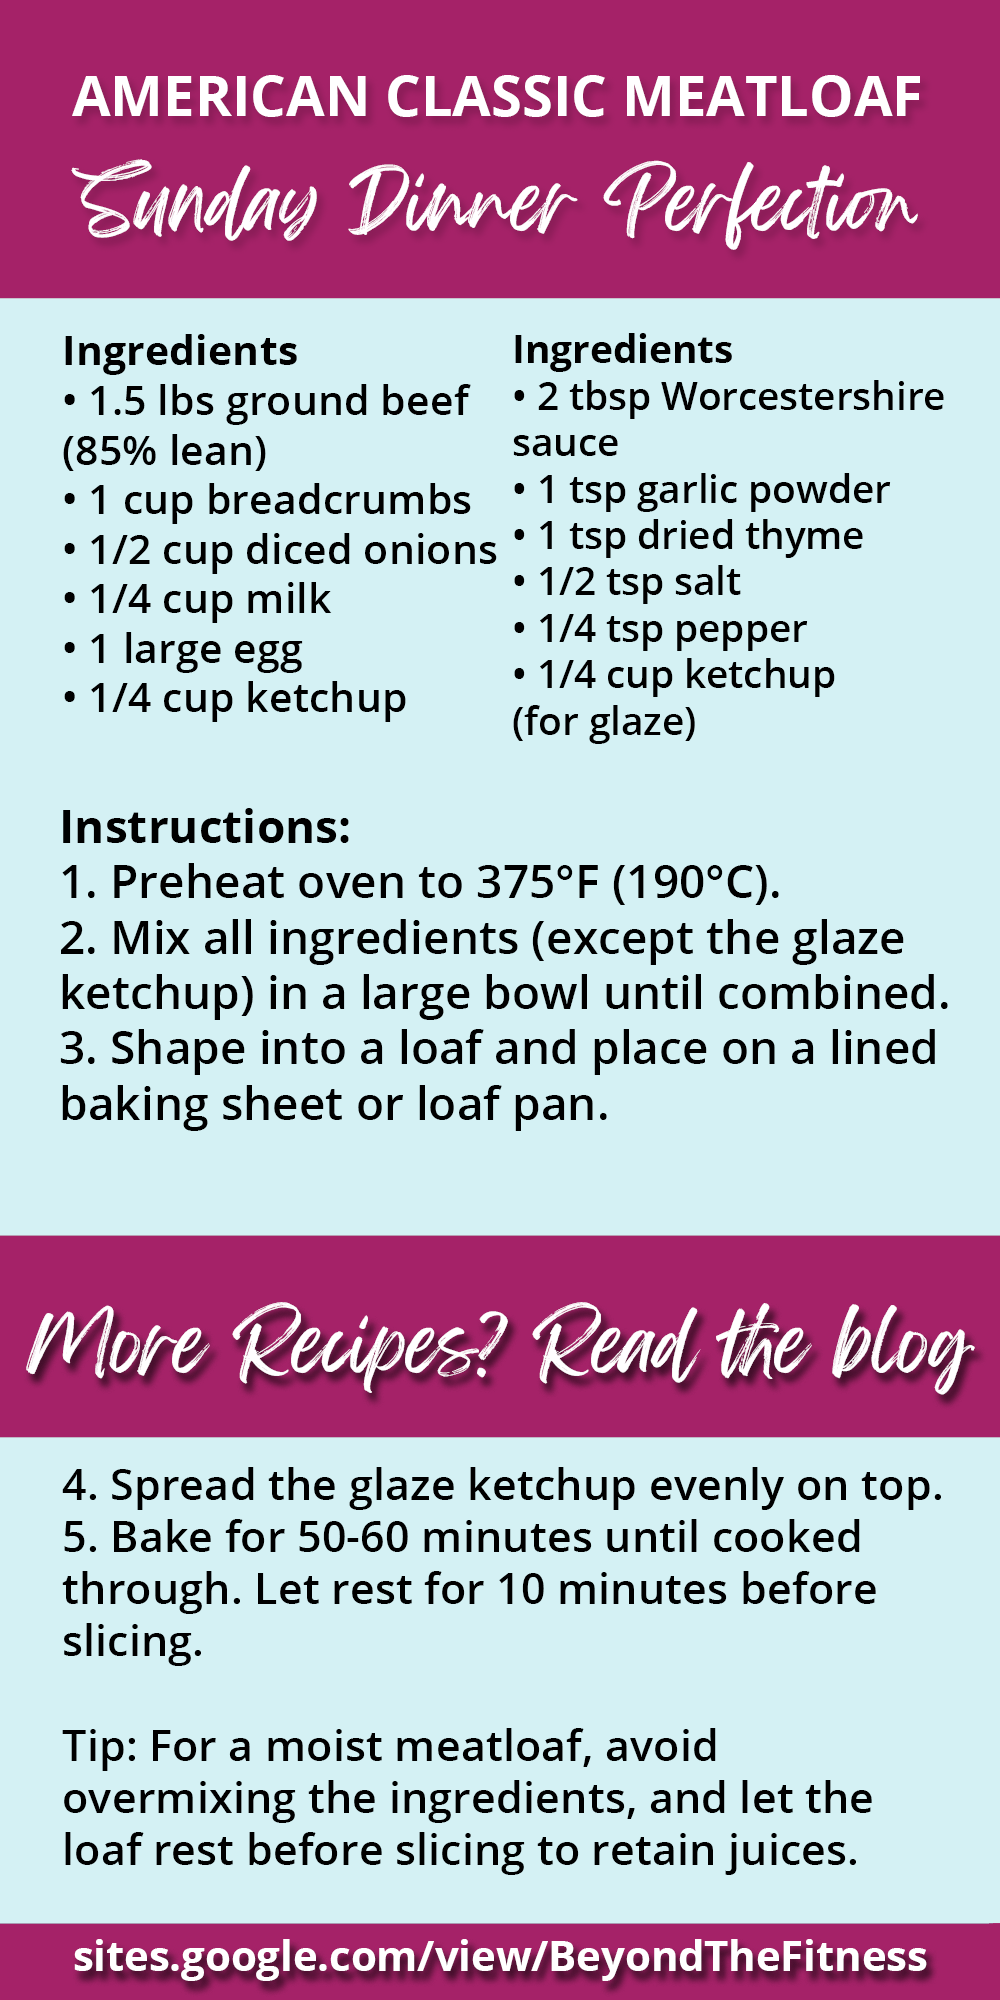 AMERICAN CLASSIC MEATLOAF
Sunday Dinner Perfection
Ingredients
• 1.5 lbs ground beef
(85% lean)
• 1 cup breadcrumbs
• 1/2 cup diced onions
• 1/4 cup milk
• 1 large egg
• 1/4 cup ketchup
Ingredients
• 2 tbsp Worcestershire
sauce
• 1 tsp garlic powder
• 1 tsp dried thyme
• 1/2 tsp salt
• 1/4 tsp pepper
• 1/4 cup ketchup
(for glaze)
Instructions:
1. Preheat oven to 375°F (190°C).
2. Mix all ingredients (except the glaze
ketchup) in a large bowl until combined.
3. Shape into a loaf and place on a lined
baking sheet or loaf pan.
More Recipes? Read the blog
4. Spread the glaze ketchup evenly on top.
5. Bake for 50-60 minutes until cooked
through. Let rest for 10 minutes before
slicing.
Tip: For a moist meatloaf, avoid
overmixing the ingredients, and let the
loaf rest before slicing to retain juices.
sites.google.com/view/BeyondTheFitness